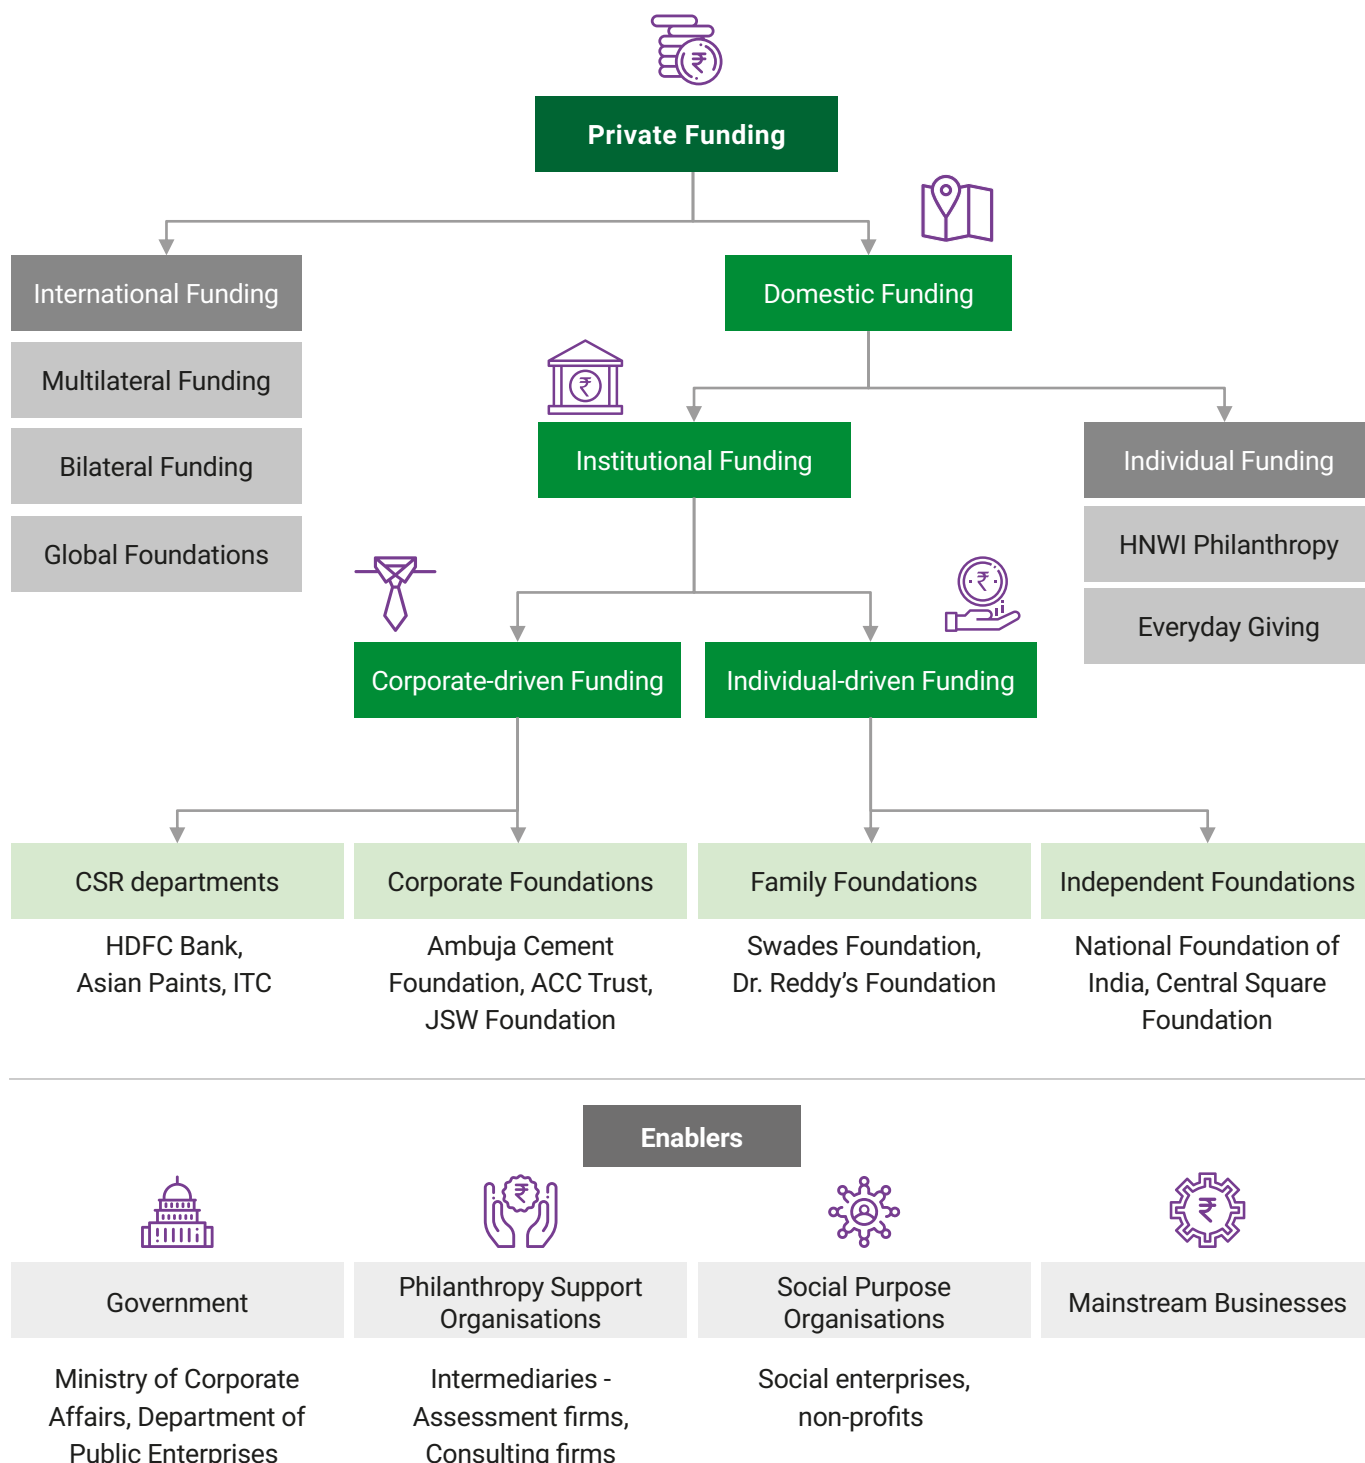 Private Funding
International Funding
Domestic Funding
Multilateral Funding
Bilateral Funding
Global Foundations
Institutional Funding
Individual Funding
HNWI Philanthropy
Everyday Giving
Corporate-driven Funding
Individual-driven Funding
CSR departments
HDFC Bank,
Asian Paints, ITC
Corporate Foundations
Ambuja Cement
Foundation, ACC Trust,
JSW Foundation
Family Foundations
Swades Foundation,
Dr. Reddy’s Foundation
Independent Foundations
National Foundation of
India, Central Square
Foundation
Enablers
Government
Ministry of Corporate
Affairs, Department of
Public Enterprises
Philanthropy Support
Organisations
Intermediaries -
Assessment firms,
Consulting firms
Social Purpose
Organisations
Social enterprises,
non-profits
Mainstream Businesses